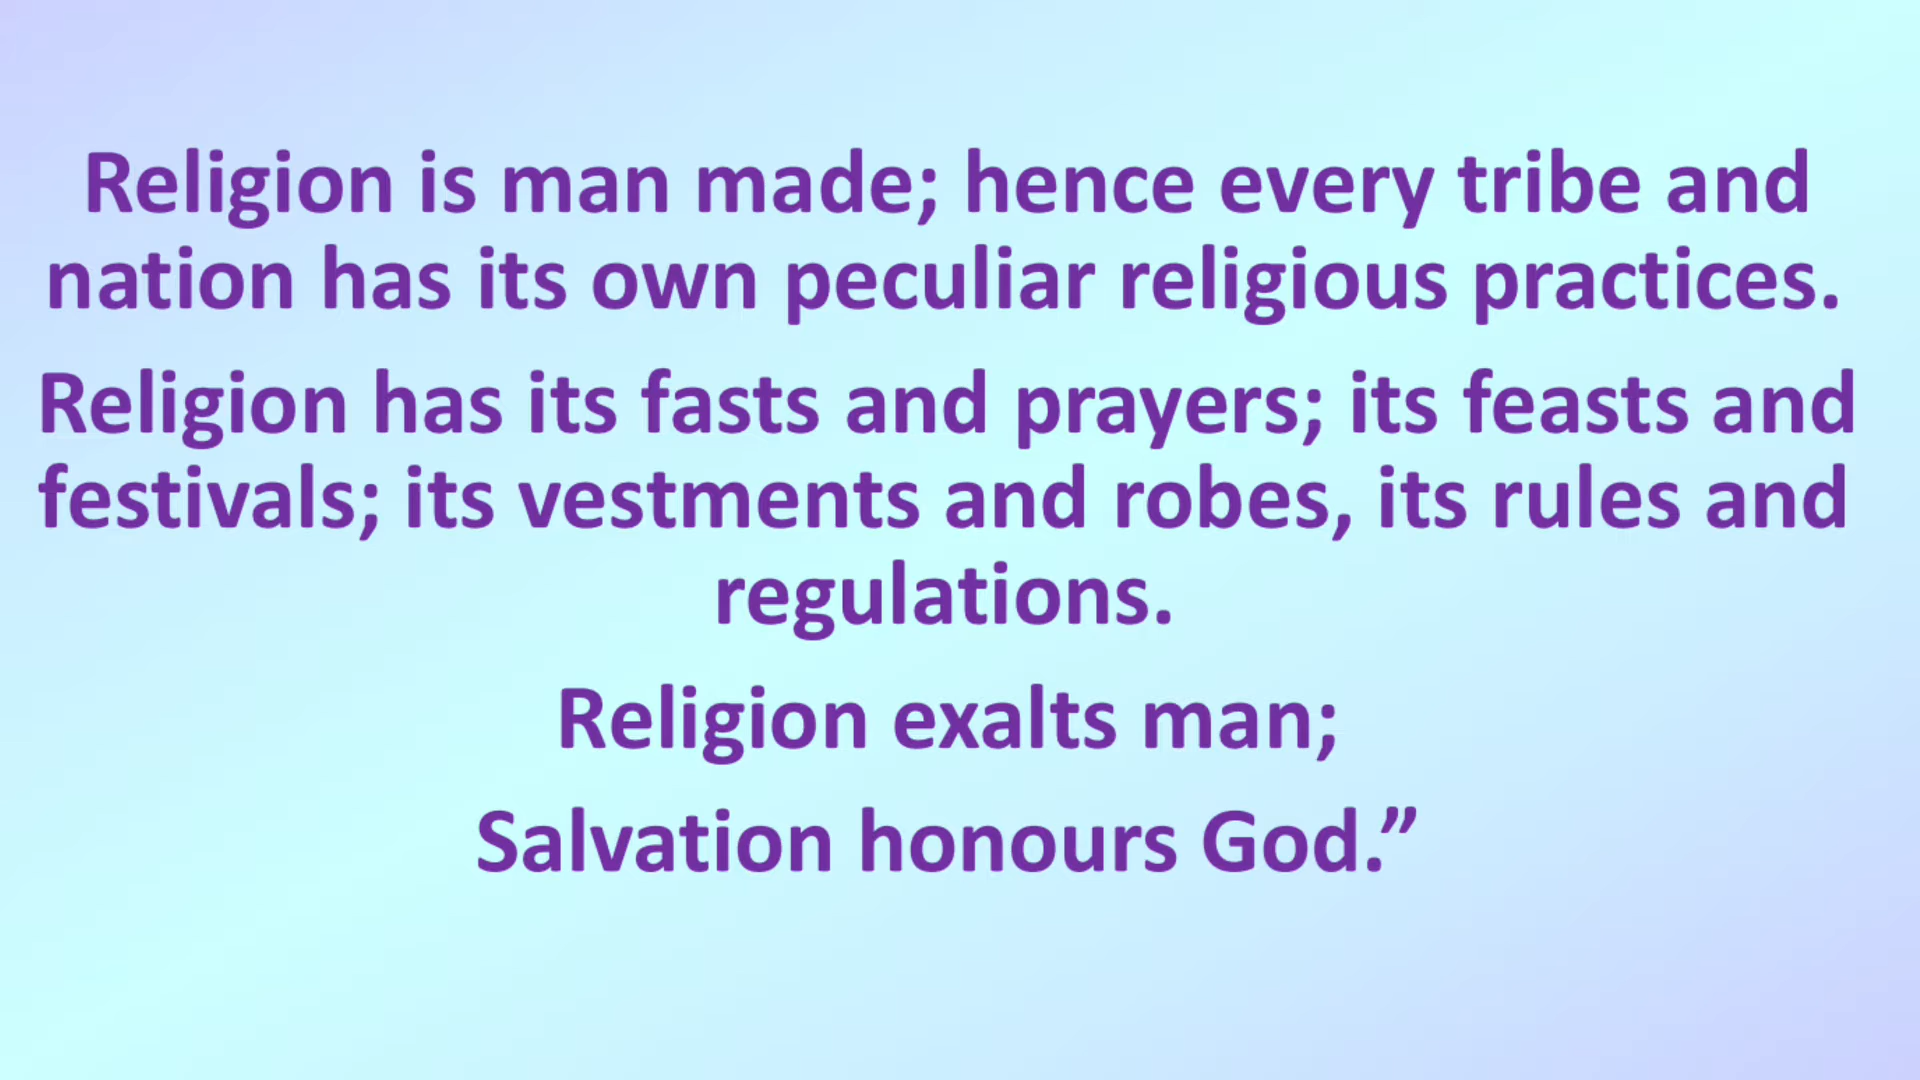 Religion is man made; hence every tribe and
nation has its own peculiar religious practices.
Religion has its fasts and prayers; its feasts and
festivals; its vestments and robes, its rules and
regulations.
Religion exalts man;
Salvation honours God.”